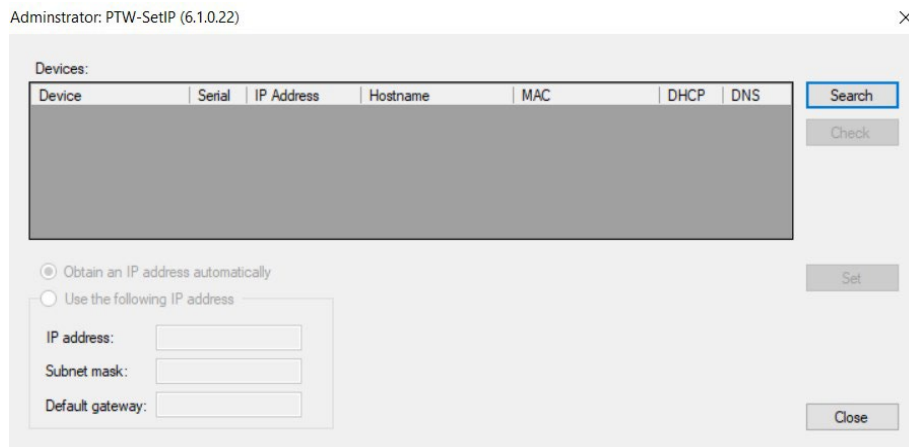 Adminstrator: PTW-SetIP (6.1.0.22)
Devices:
Device Serial IP Address Hostname MAC DHCP DNS
Search
Check
Obtain an IP address automatically
Set
Use the following IP address
IP address:
Subnet mask:
Default gateway:
Close